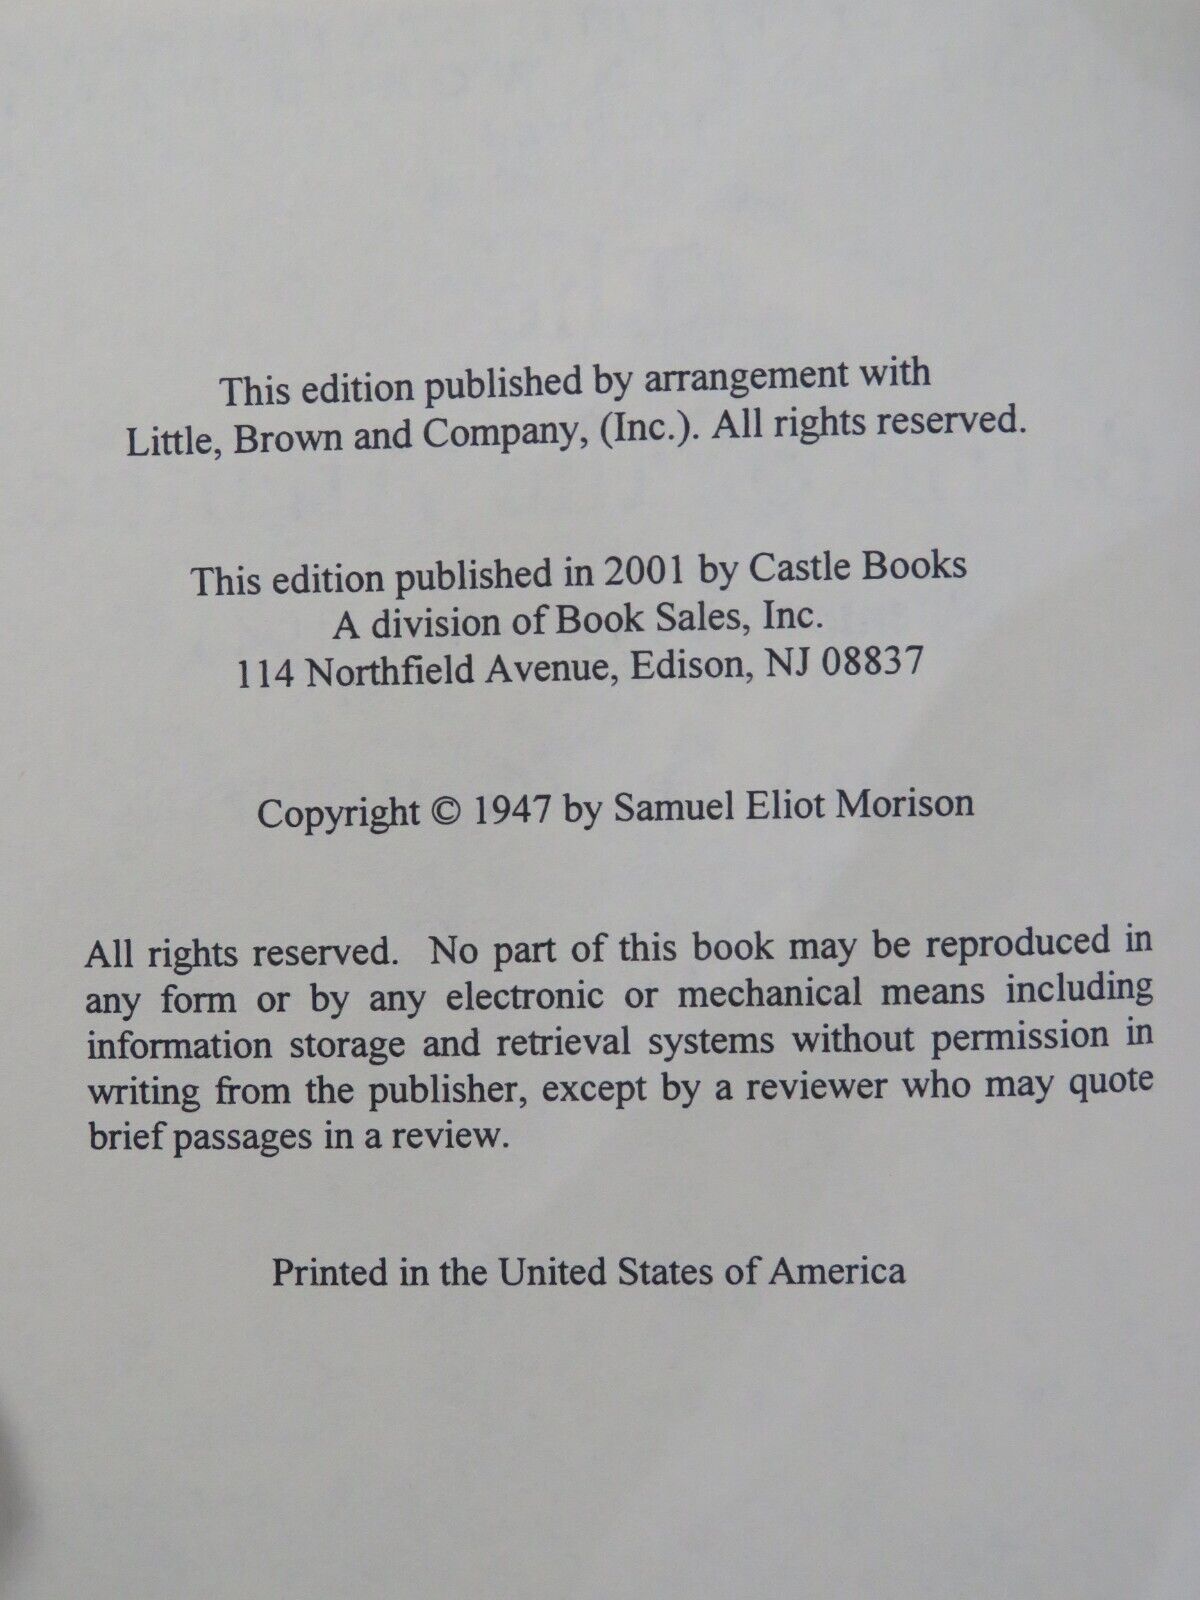 This edition published by arrangement with
Little, Brown and Company, (Inc.). All rights reserved.
This edition published in 2001 by Castle Books
A division of Book Sales, Inc.
114 Northfield Avenue, Edison, NJ 08837
Copyright © 1947 by Samuel Eliot Morison
All rights reserved. No part of this book may be reproduced in
any form or by any electronic or mechanical means including
information storage and retrieval systems without permission in
writing from the publisher, except by a reviewer who may quote
brief passages in a review.
Printed in the United States of America